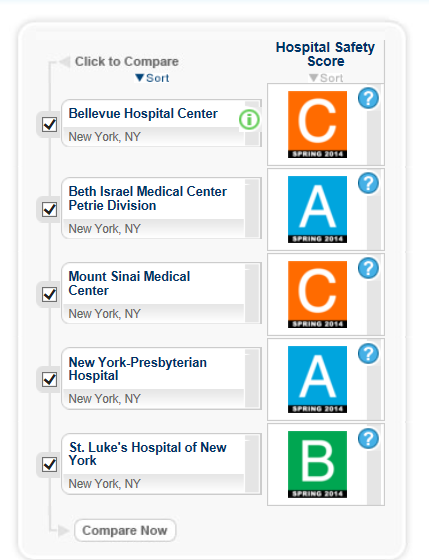 Click to Compare
▼Sort
Hospital Safety
Score
▼Sort
Bellevue Hospital Center
New York, NY
i
C
SPRING 2014
?
Beth Israel Medical Center
Petrie Division
New York, NY
A
SPRING 2014
?
Mount Sinai Medical
Center
New York, NY
C
SPRING 2014
?
New York-Presbyterian
Hospital
New York, NY
A
SPRING 2014
?
St. Luke's Hospital of New
York
New York, NY
B
SPRING 2014
?
Compare Now